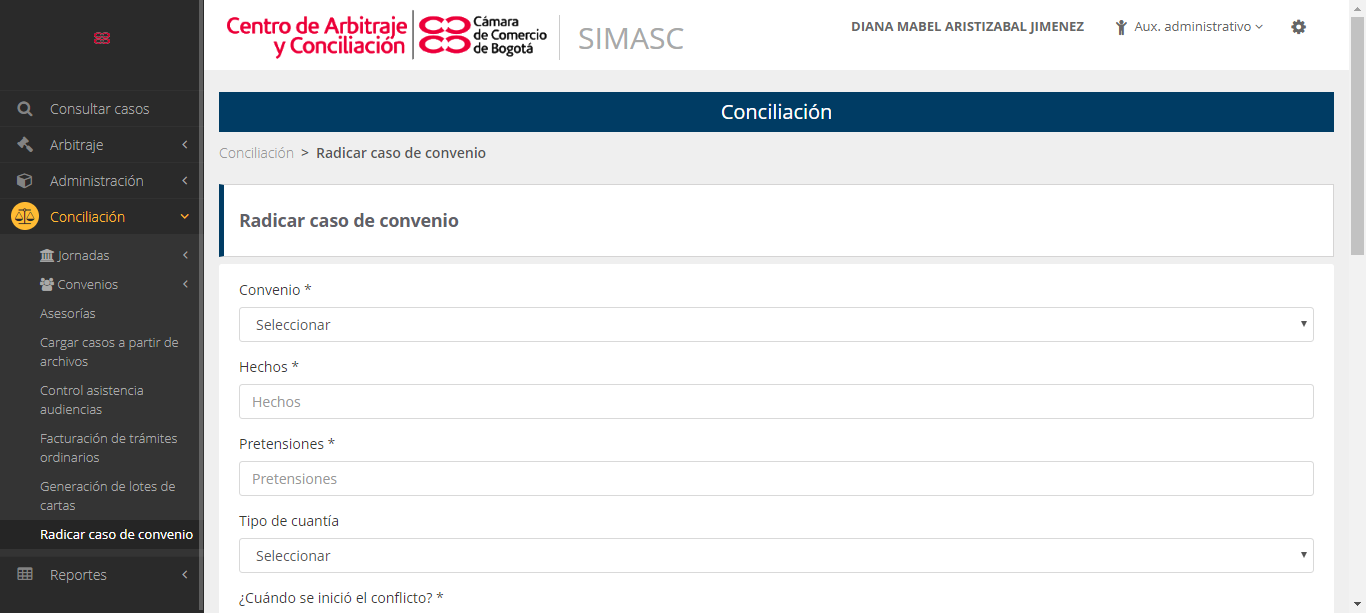 Centro de Arbitraje
y Conciliación
Cámara
de Comercio
de Bogotá
SIMASC
DIANA MABEL ARISTIZABAL JIMENEZ
Aux. administrativo
Consultar casos
Arbitraje
Administración
Conciliación
Jornadas
Convenios
Asesorías
Cargar casos a partir de
archivos
Control asistencia
audiencias
Facturación de trámites
ordinarios
Generación de lotes de
cartas
Radicar caso de convenio
Reportes
Conciliación
Conciliación > Radicar caso de convenio
Radicar caso de convenio
Convenio *
Seleccionar
Hechos *
Hechos
Pretensiones *
Pretensiones
Tipo de cuantía
Seleccionar
¿Cuándo se inició el conflicto? *